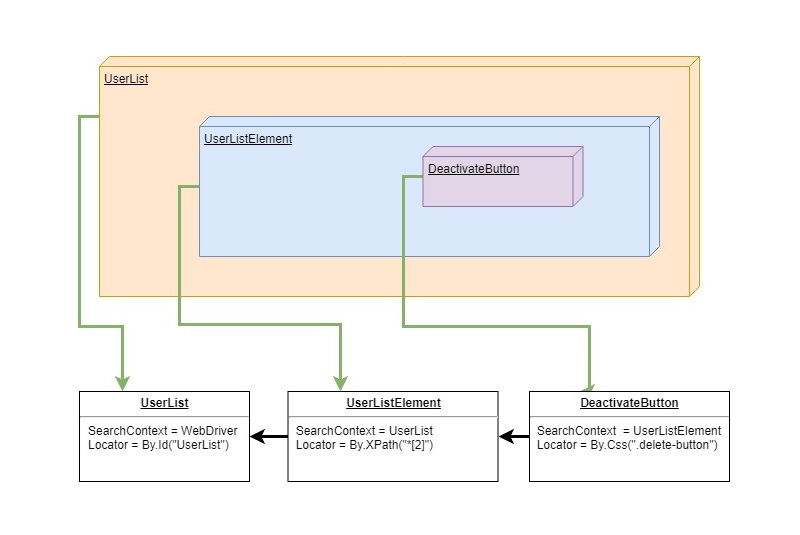 UserList
UserListElement
DeactivateButton
UserList
SearchContext = WebDriver
Locator = By.Id("UserList")
UserListElement
SearchContext = UserList
Locator = By.XPath("*[2]")
DeactivateButton
SearchContext  = UserListElement
Locator = By.Css(".delete-button")